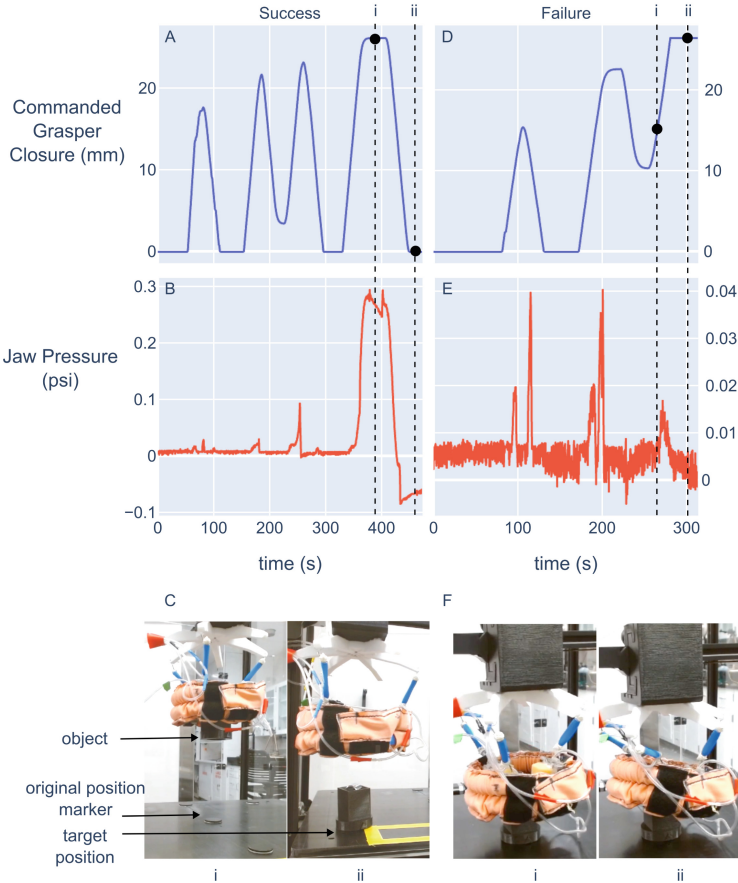 Success
i
ii
Failure
i
ii
A
D
Commanded
Grasper
Closure (mm)
20
10
0
20
10
0
B
E
Jaw Pressure
(psi)
0.3
0.2
0.1
0
−0.1
0.04
0.03
0.02
0.01
0
0
100
200
300
400
0
100
200
300
time (s)
time (s)
C
F
object
original position
marker
target
position
i
ii
i
ii